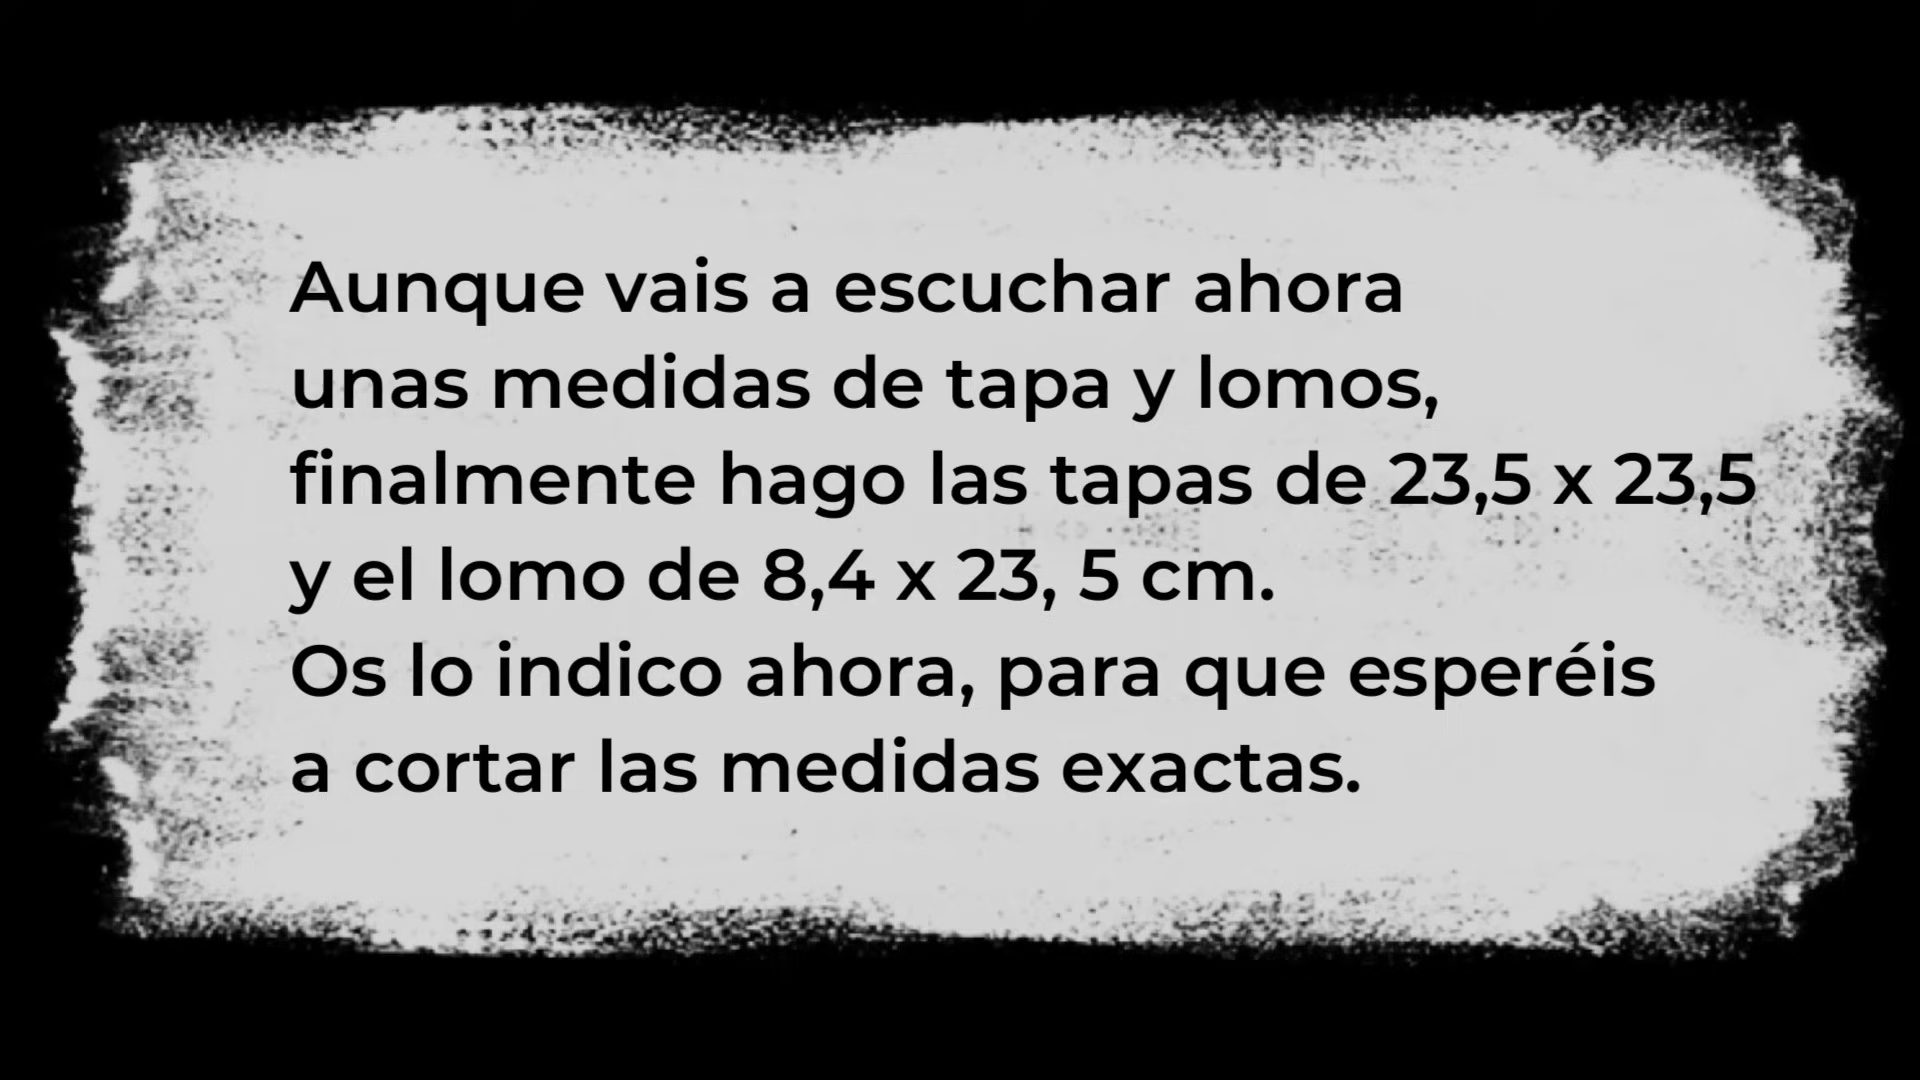 Aunque vais a escuchar ahora
unas medidas de tapa y lomos,
finalmente hago las tapas de 23,5 x 23,5
y el lomo de 8,4 x 23, 5 cm.
Os lo indico ahora, para que esperéis
a cortar las medidas exactas.